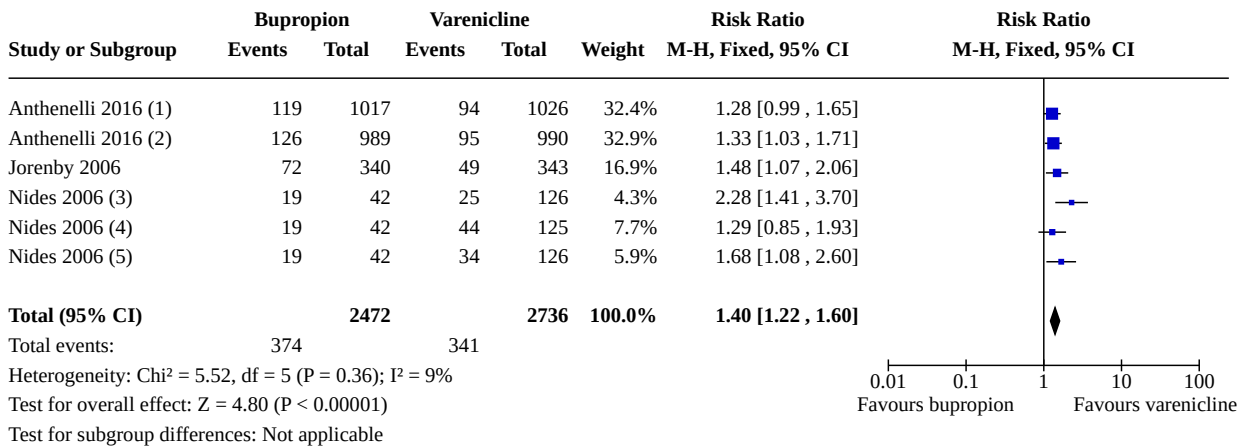 Bupropion Varenicline Risk Ratio Risk Ratio
Study or Subgroup Events Total Events Total Weight M-H, Fixed, 95% CI M-H, Fixed, 95% CI
Anthenelli 2016 (1) 119 1017 94 1026 32.4% 1.28 [0.99 , 1.65]
Anthenelli 2016 (2) 126 989 95 990 32.9% 1.33 [1.03 , 1.71]
Jorenby 2006 72 340 49 343 16.9% 1.48 [1.07 , 2.06]
Nides 2006 (3) 19 42 25 126 4.3% 2.28 [1.41 , 3.70]
Nides 2006 (4) 19 42 44 125 7.7% 1.29 [0.85 , 1.93]
Nides 2006 (5) 19 42 34 126 5.9% 1.68 [1.08 , 2.60]
Total (95% CI) 2472 2736 100.0% 1.40 [1.22 , 1.60]
Total events: 374 341
Heterogeneity: Chi² = 5.52, df = 5 (P = 0.36); I² = 9%
0.01 0.1 1 10 100
Test for overall effect: Z = 4.80 (P < 0.00001)
Favours bupropion Favours varenicline
Test for subgroup differences: Not applicable